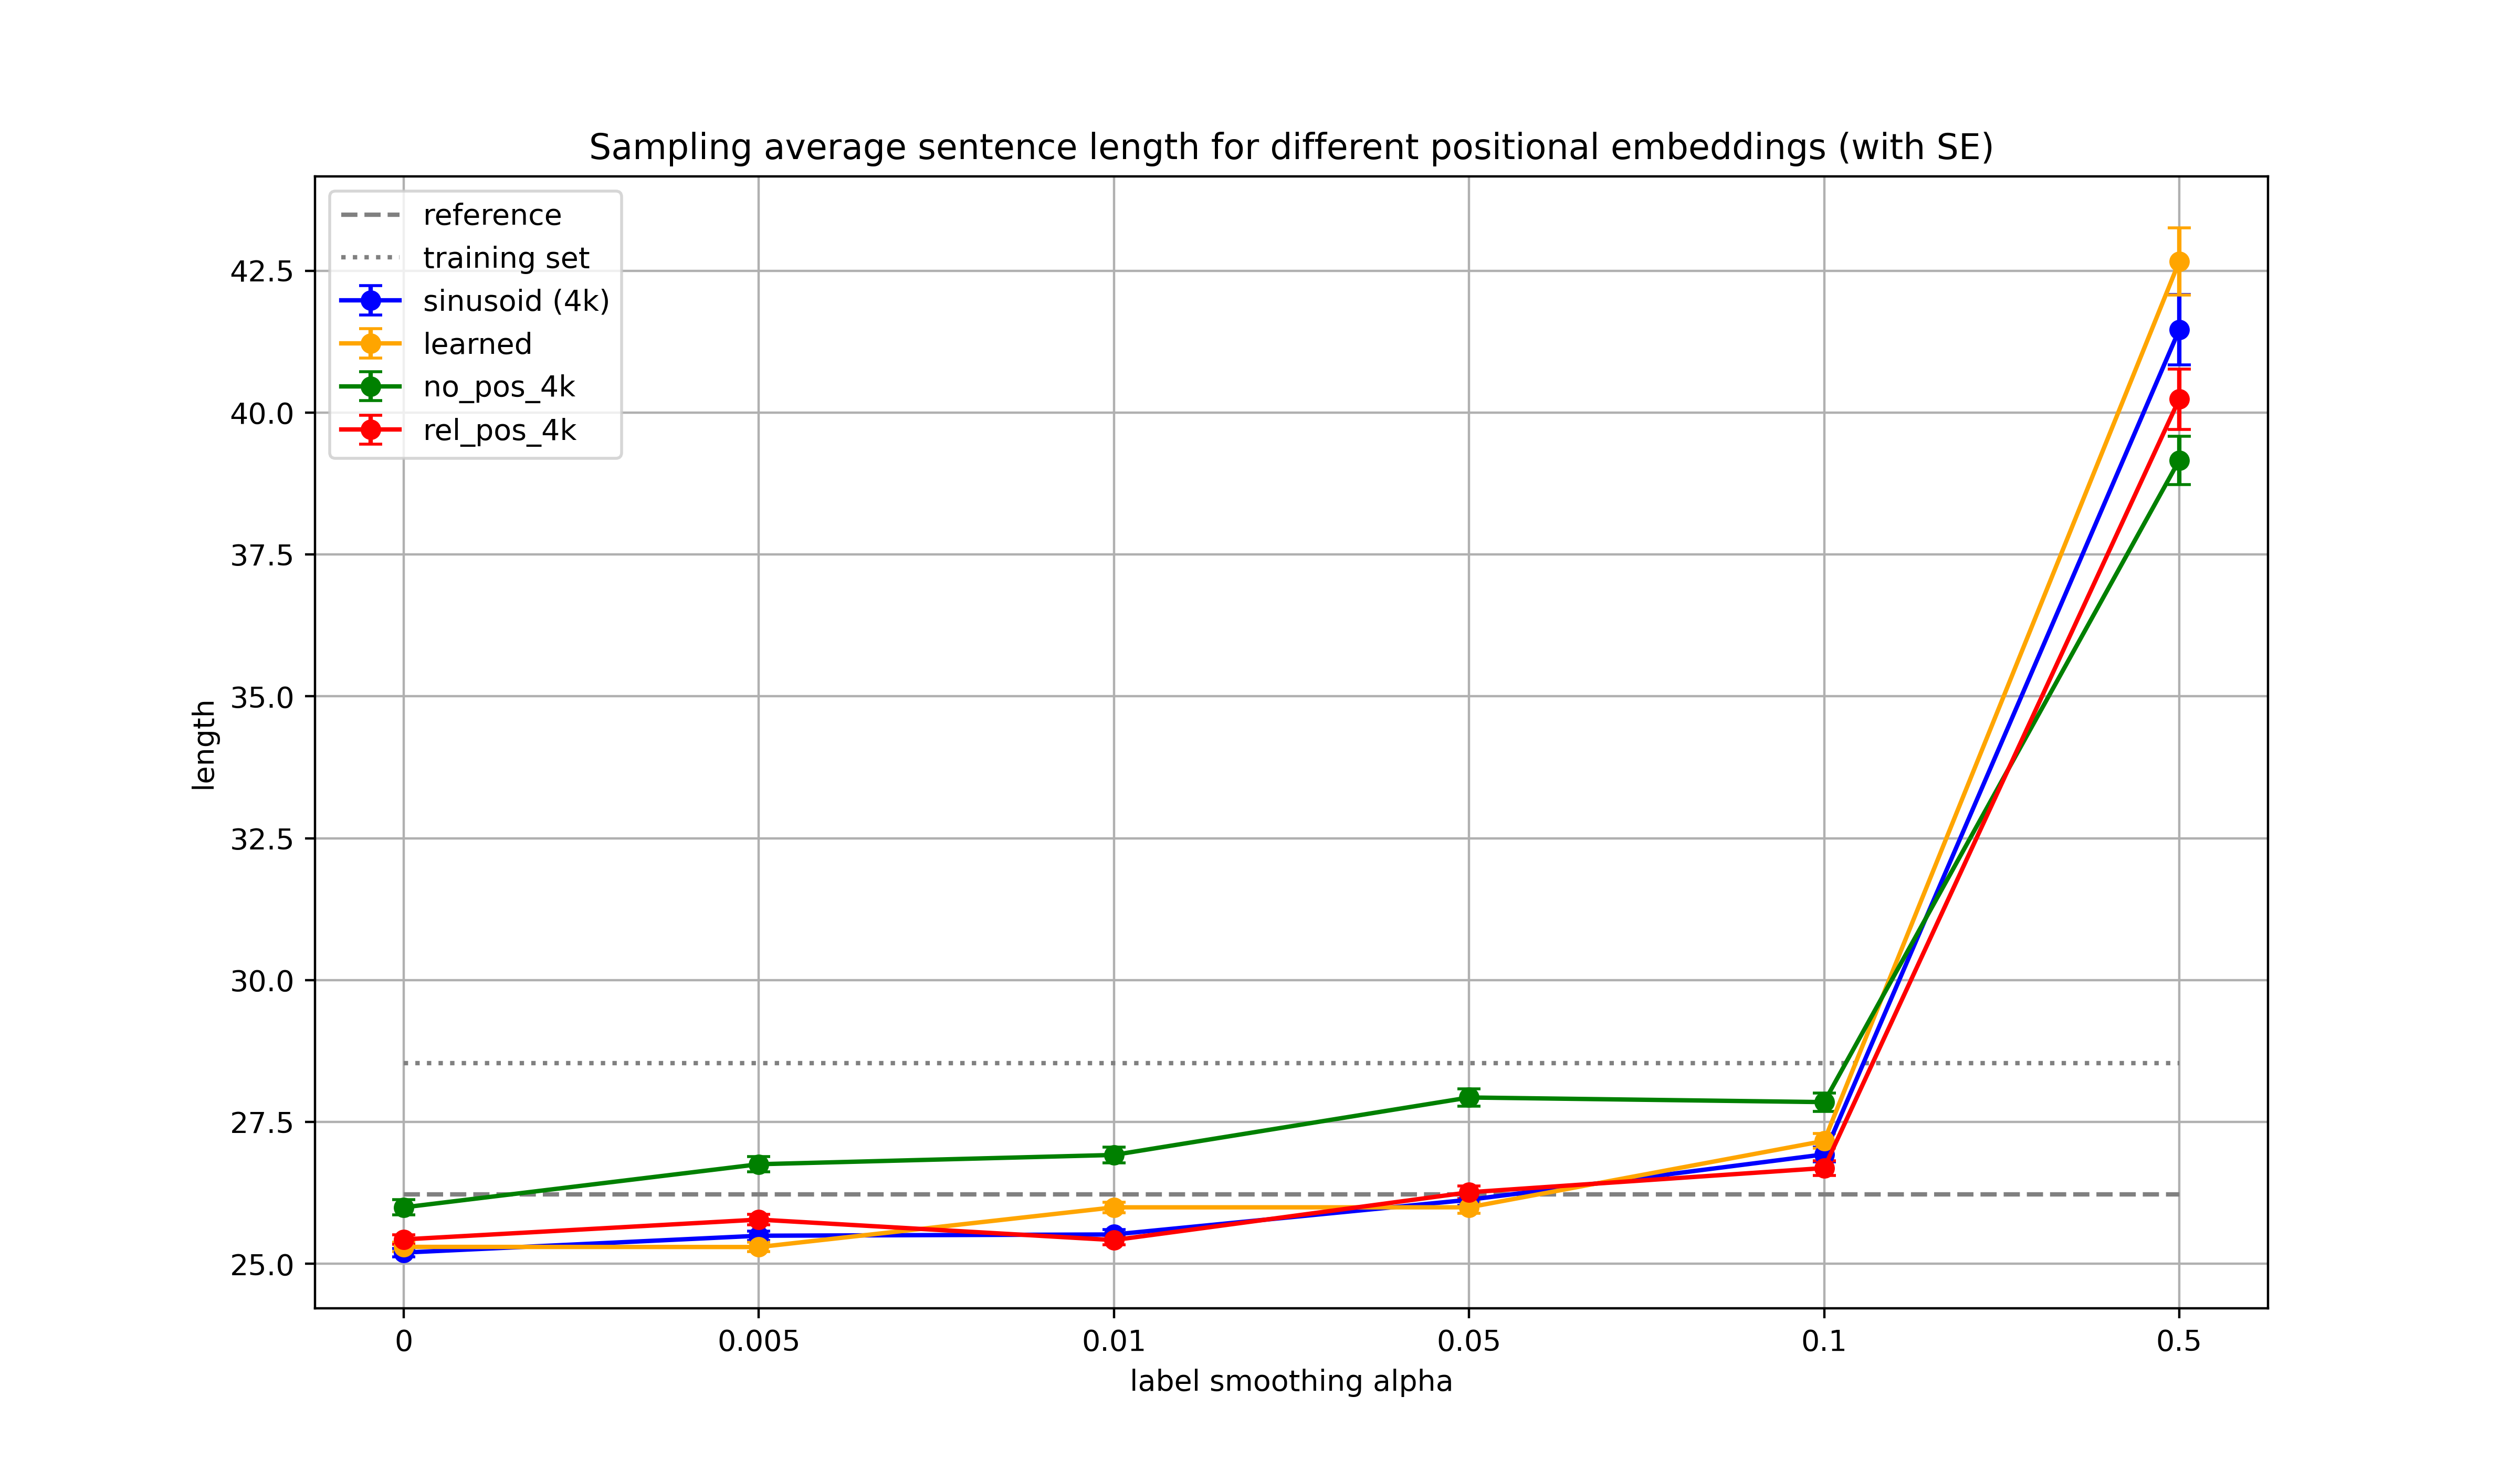 Sampling average sentence length for different positional embeddings (with SE)
reference
training set
sinusoid (4k)
learned
no_pos_4k
rel_pos_4k
42.5
40.0
37.5
35.0
32.5
30.0
27.5
25.0
length
0 0.005 0.01 0.05 0.1 0.5
label smoothing alpha